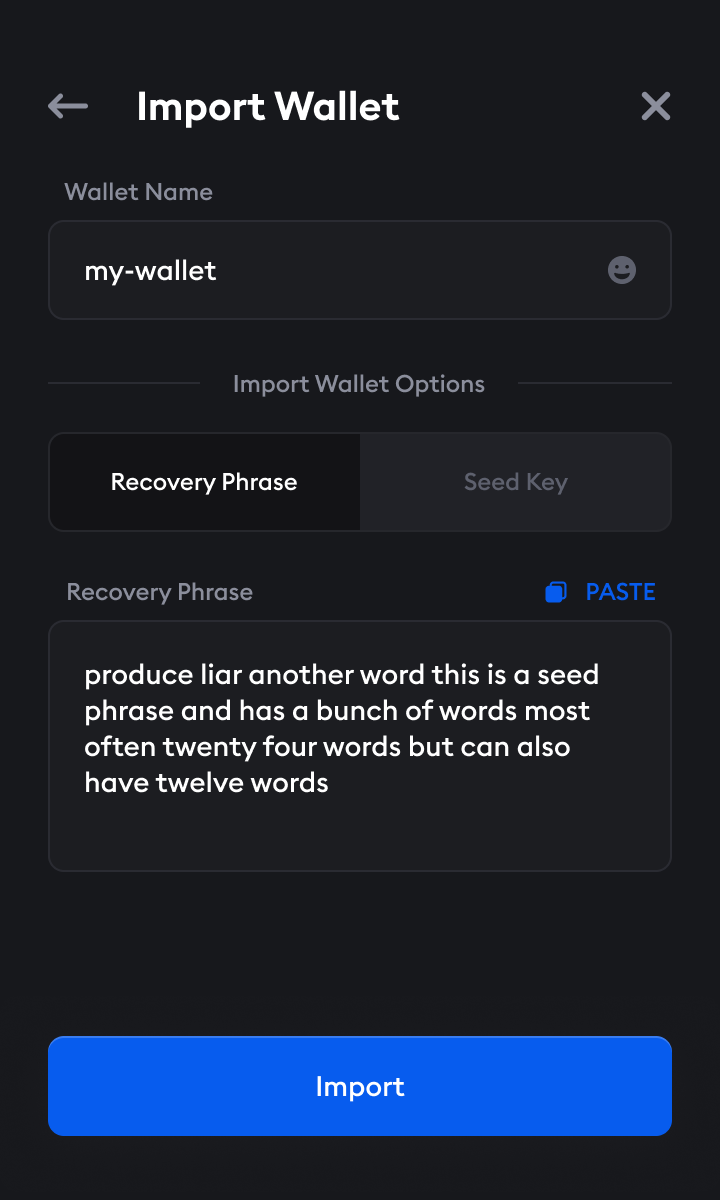 Import Wallet
Wallet Name
my-wallet
Import Wallet Options
Recovery Phrase
Seed Key
Recovery Phrase
PASTE
produce liar another word this is a seed
phrase and has a bunch of words most
often twenty four words but can also
have twelve words
Import